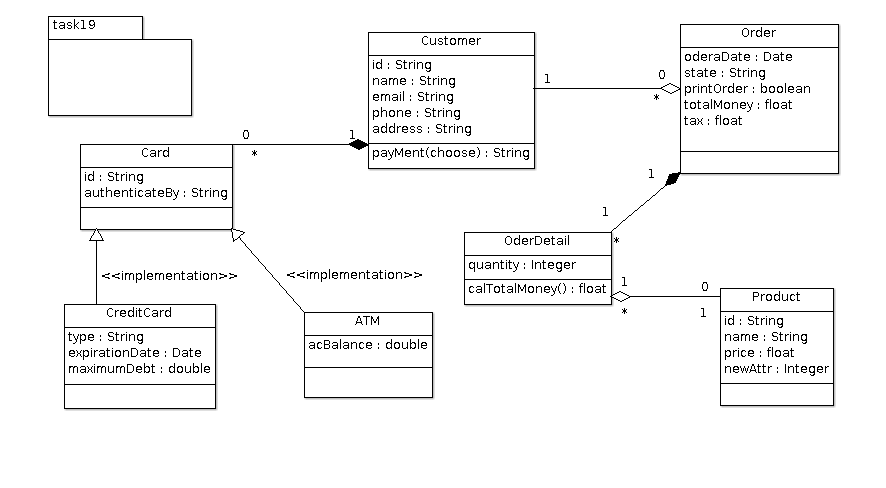 task19
Customer
id : String
name : String
email : String
phone : String
address : String
payMent(choose) : String
Order
oderaDate : Date
state : String
printOrder : boolean
totalMoney : float
tax : float
1
0
*
0
*
1
Card
id : String
authenticateBy : String
1
1
*
OderDetail
quantity : Integer
calTotalMoney() : float
<<implementation>>
<<implementation>>
1
*
0
1
Product
id : String
name : String
price : float
newAttr : Integer
CreditCard
type : String
expirationDate : Date
maximumDebt : double
ATM
acBalance : double